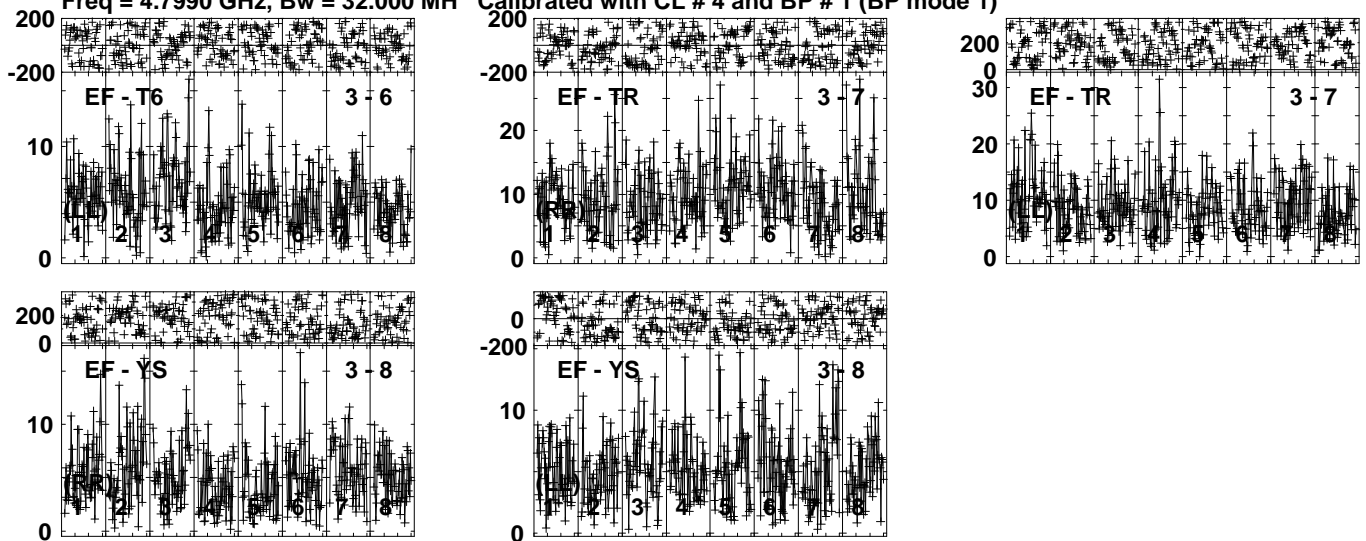 Freq = 4.7990 GHz, Bw = 32.000 MH Calibrated with CL # 4 and BP # 1 (BP mode 1)
200
-200
EF - T6 3 - 6
10
0
(LL)
1 2 3 4 5 6 7 8
200
-200
EF - TR 3 - 7
20
10
0
(RR)
1 2 3 4 5 6 7 8
200
0
EF - TR 3 - 7
30
20
10
0
(LL)
1 2 3 4 5 6 7 8
200
0
EF - YS 3 - 8
10
0
(RR)
1 2 3 4 5 6 7 8
0
-200
EF - YS 3 - 8
10
0
(LL)
1 2 3 4 5 6 7 8